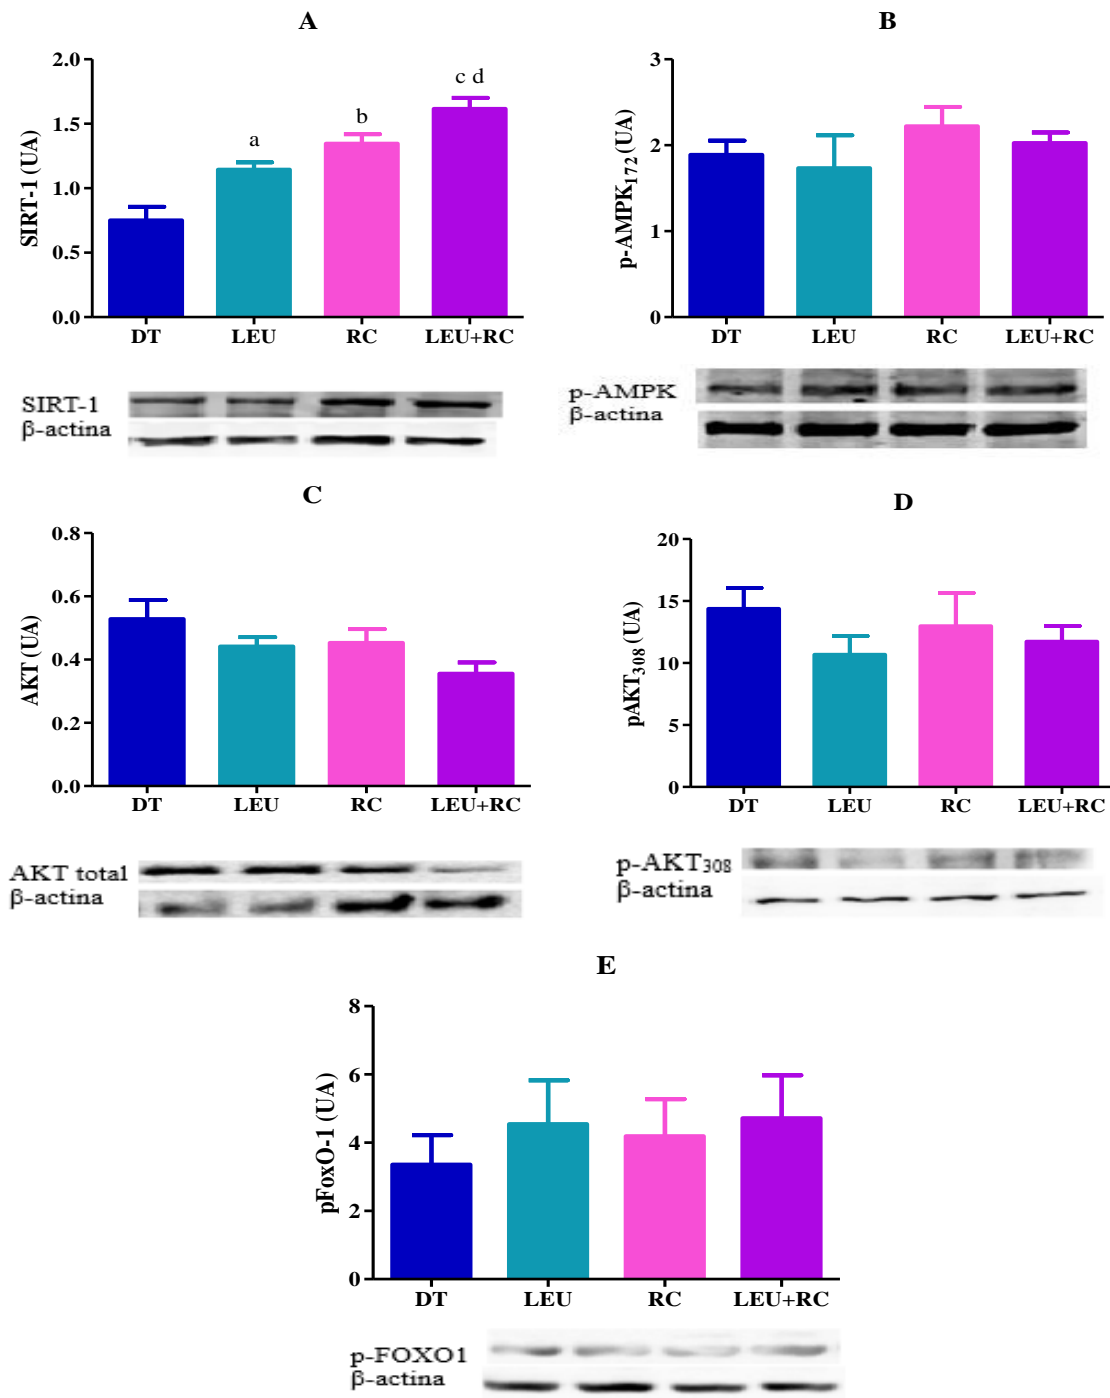 A
SIRT-1 (UA)
2.0
1.5
1.0
0.5
0.0
a
b
c d
DT LEU RC LEU+RC
SIRT-1
β-actina
B
p-AMPK172 (UA)
3
2
1
0
DT LEU RC LEU+RC
p-AMPK
β-actina
C
AKT (UA)
0.8
0.6
0.4
0.2
0.0
DT LEU RC LEU+RC
AKT total
β-actina
D
pAKT308 (UA)
20
15
10
5
0
DT LEU RC LEU+RC
p-AKT308
β-actina
E
pFoxO-1 (UA)
8
6
4
2
0
DT LEU RC LEU+RC
p-FOXO1
β-actina